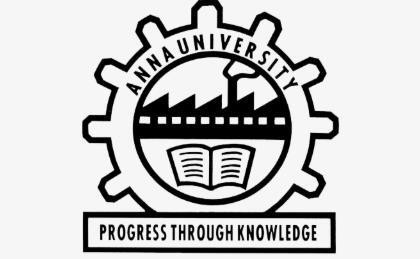 ANNA UNIVERSITY
PROGRESS THROUGH KNOWLEDGE